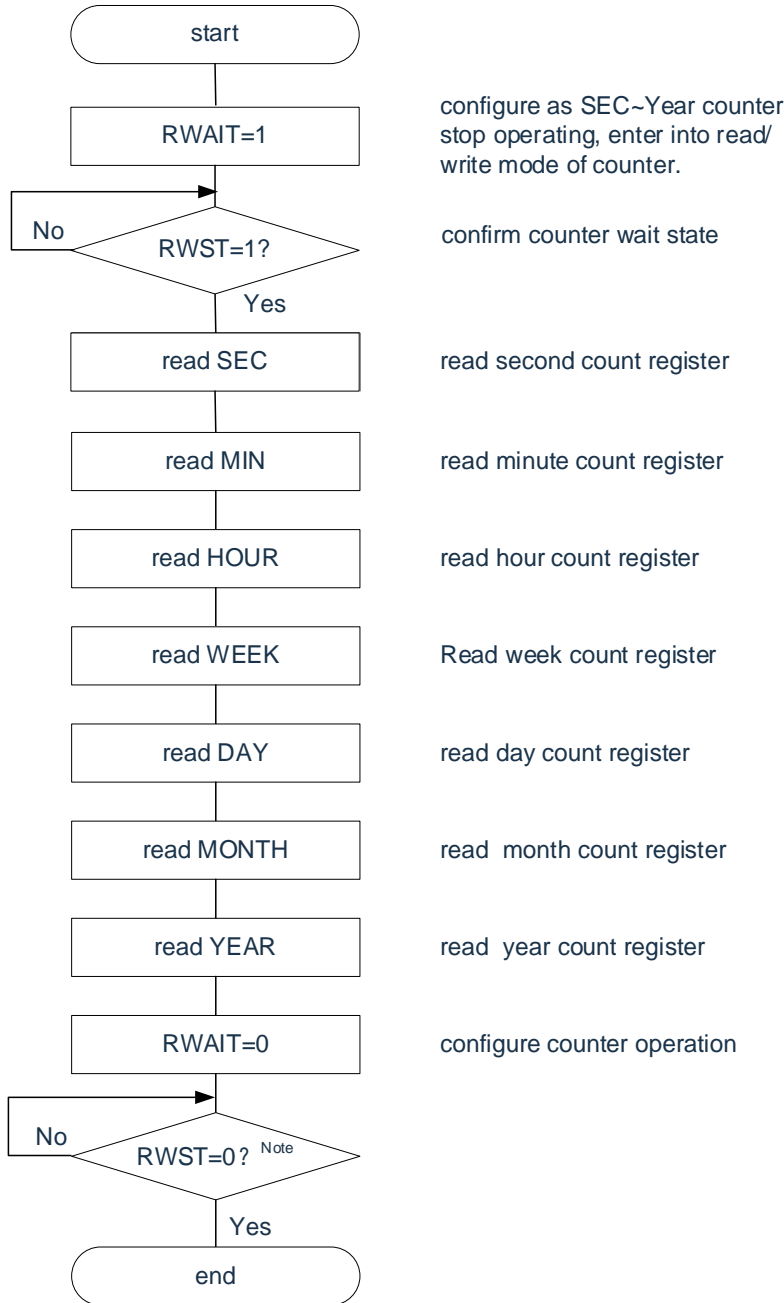 start
RWAIT=1
configure as SEC~Year counter
stop operating, enter into read/
write mode of counter.
No
RWST=1?
confirm counter wait state
Yes
read SEC
read second count register
read MIN
read minute count register
read HOUR
read hour count register
read WEEK
Read week count register
read DAY
read day count register
read MONTH
read  month count register
read YEAR
read  year count register
RWAIT=0
configure counter operation
No
RWST=0? Note
Yes
end